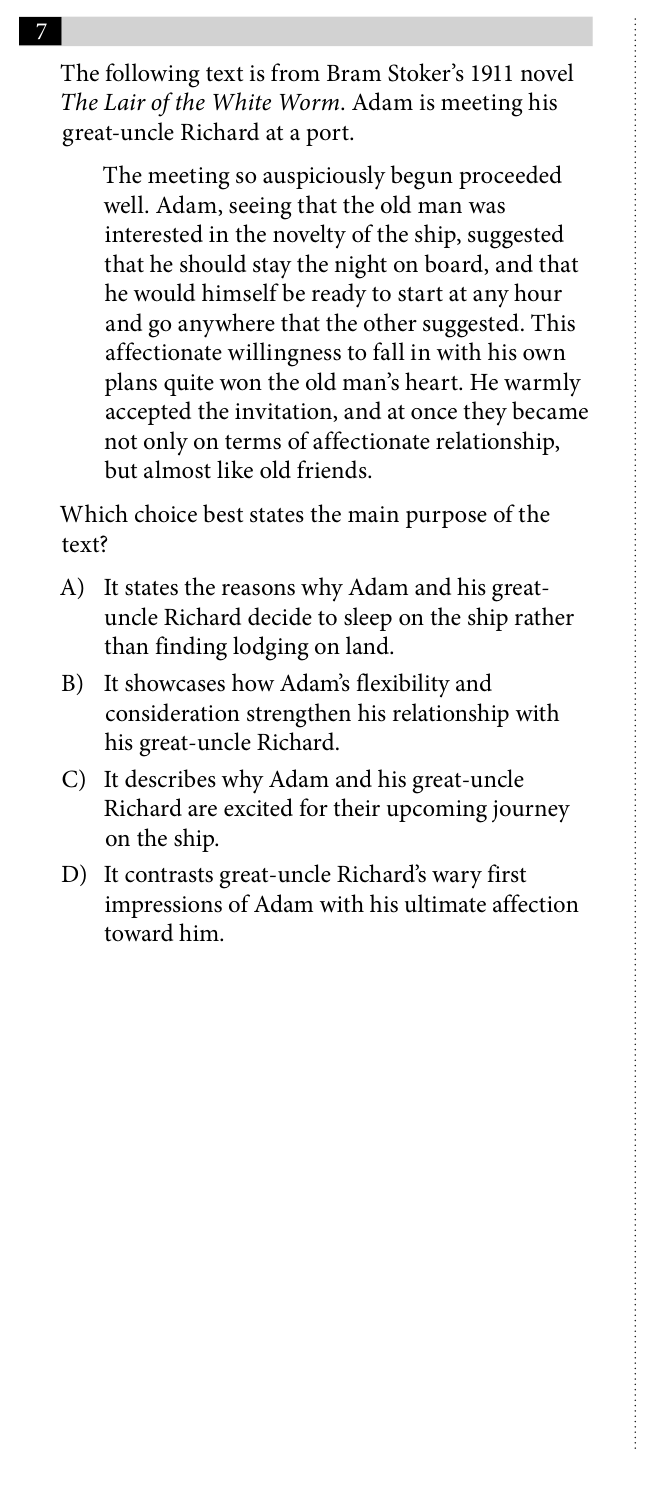 7
The following text is from Bram Stoker’s 1911 novel
The Lair of the White Worm. Adam is meeting his
great-uncle Richard at a port.
The meeting so auspiciously begun proceeded
well. Adam, seeing that the old man was
interested in the novelty of the ship, suggested
that he should stay the night on board, and that
he would himself be ready to start at any hour
and go anywhere that the other suggested. This
affectionate willingness to fall in with his own
plans quite won the old man’s heart. He warmly
accepted the invitation, and at once they became
not only on terms of affectionate relationship,
but almost like old friends.
Which choice best states the main purpose of the
text?
A) It states the reasons why Adam and his great-
uncle Richard decide to sleep on the ship rather
than finding lodging on land.
B) It showcases how Adam’s flexibility and
consideration strengthen his relationship with
his great-uncle Richard.
C) It describes why Adam and his great-uncle
Richard are excited for their upcoming journey
on the ship.
D) It contrasts great-uncle Richard’s wary first
impressions of Adam with his ultimate affection
toward him.